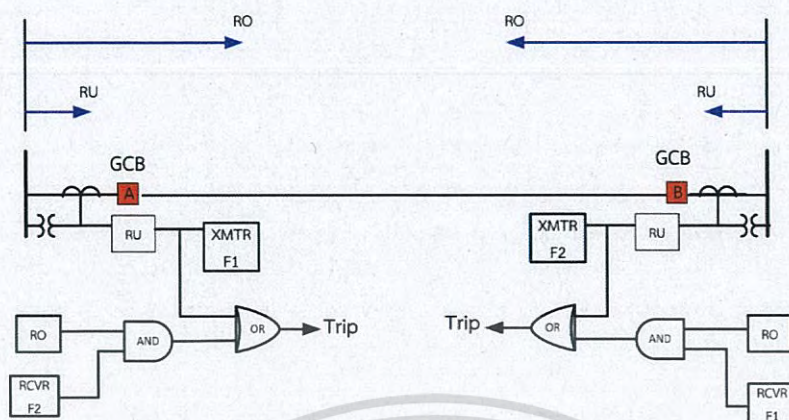 RO
RO
RU
RU
GCB
GCB
A
B
RU
XMTR
F1
XMTR
F2
RU
RO
AND
OR
Trip
Trip
OR
AND
RO
RCVR
F2
RCVR
F1